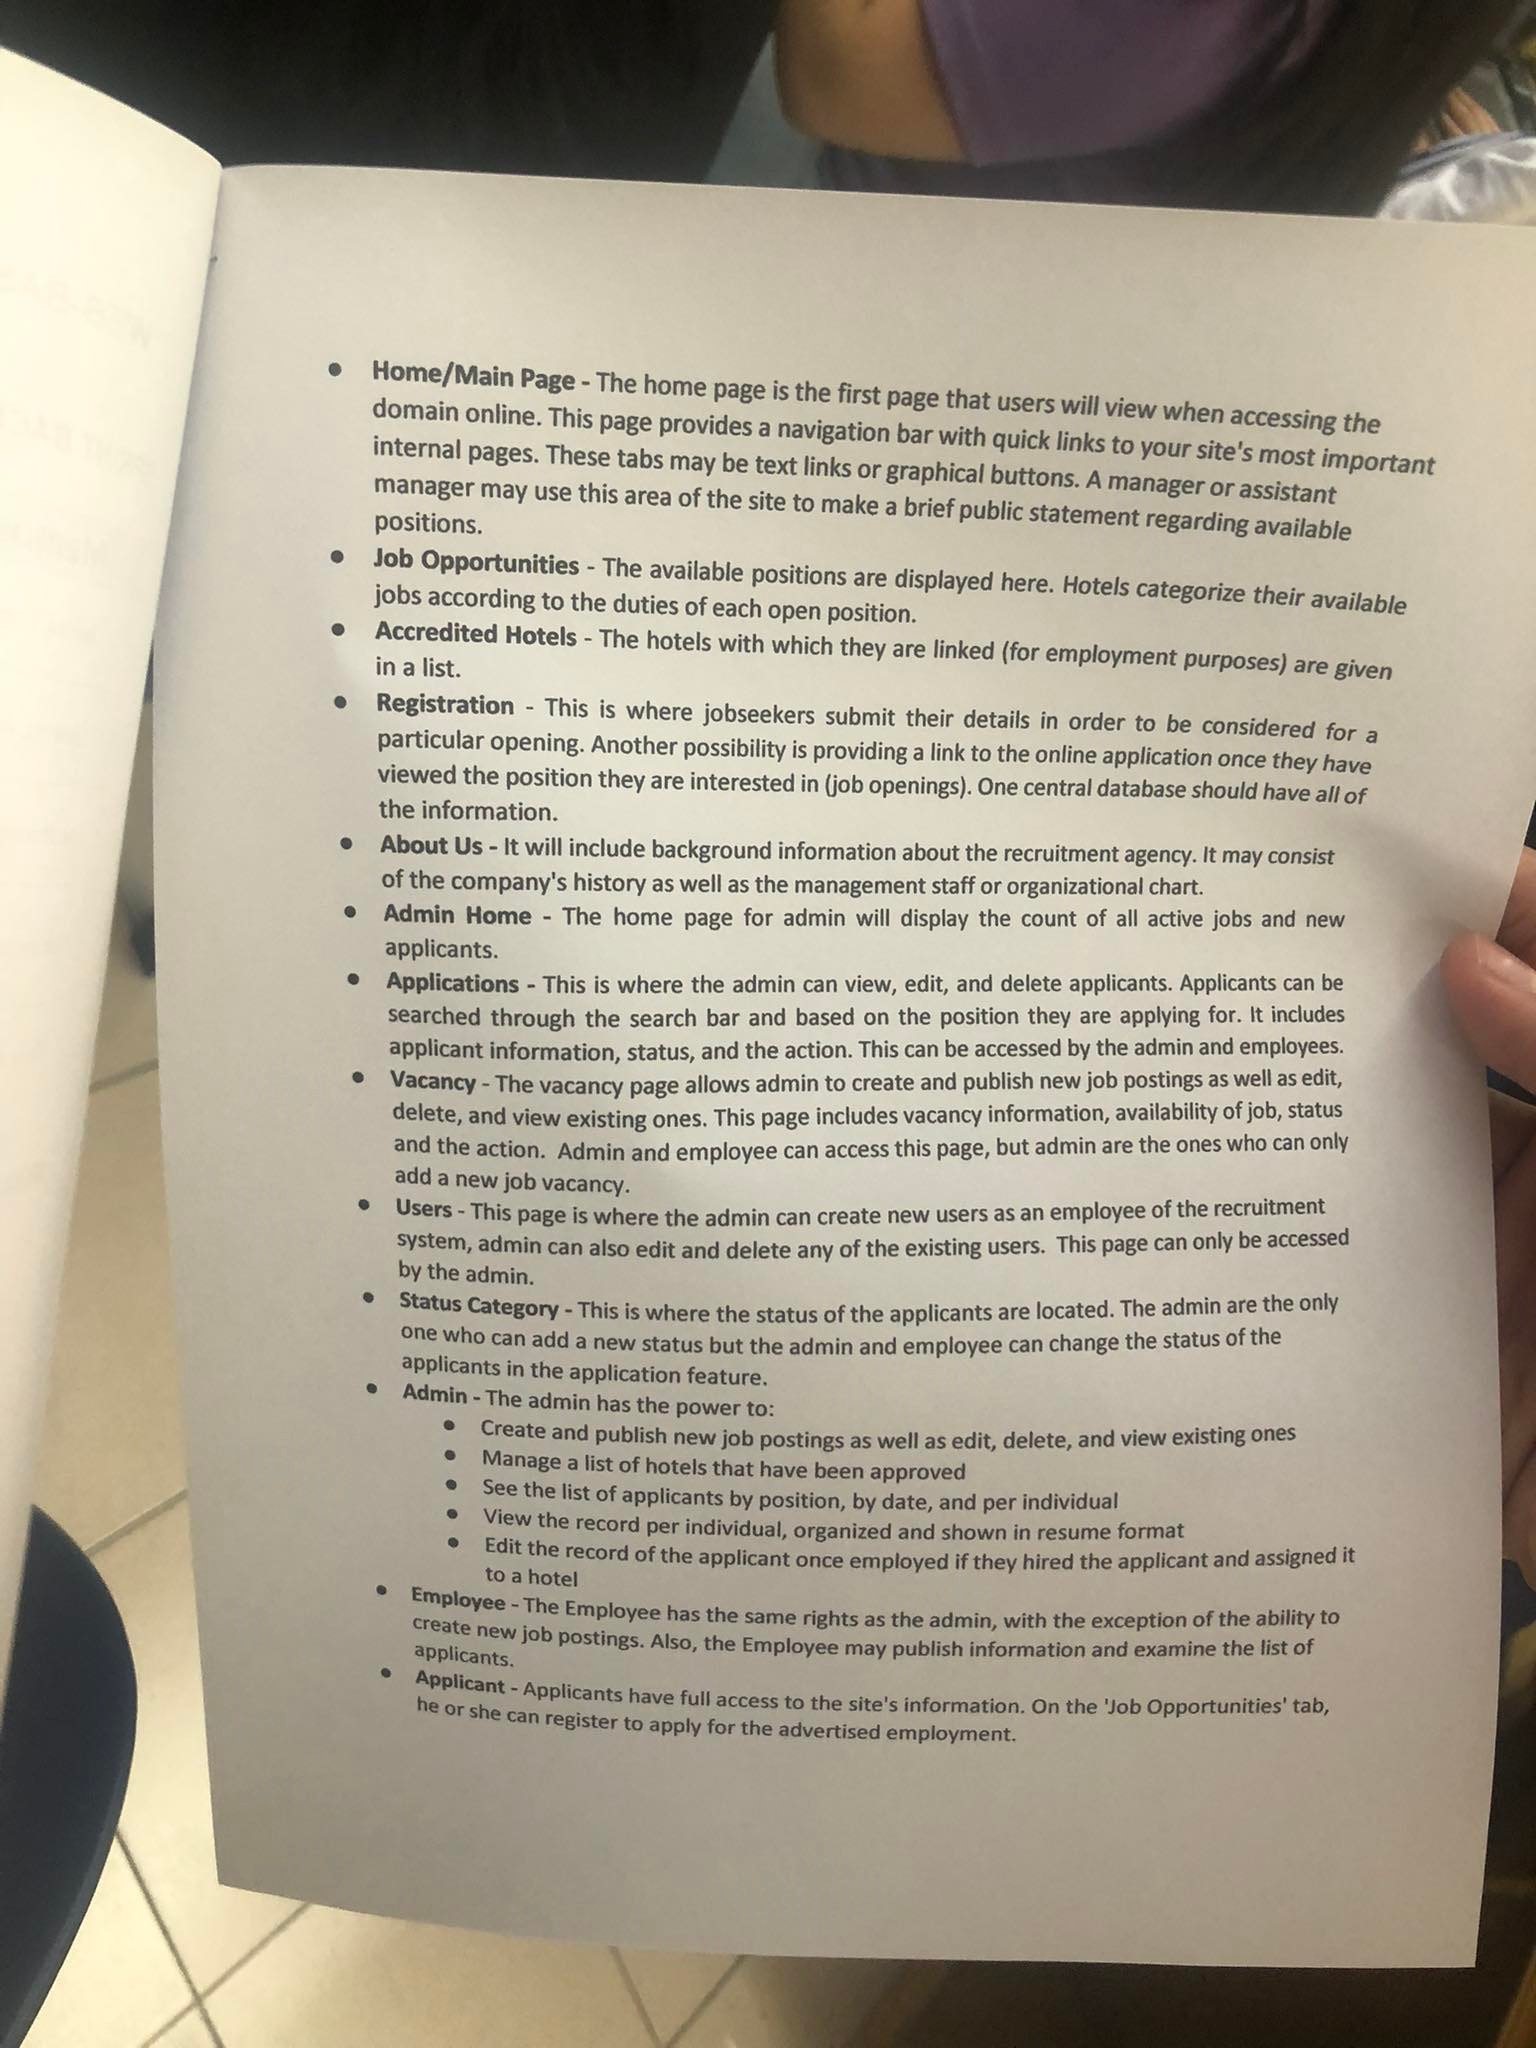 • Home/Main Page - The home page is the first page that users will view when accessing the
domain online. This page provides a navigation bar with quick links to your site's most important
internal pages. These tabs may be text links or graphical buttons. A manager or assistant
manager may use this area of the site to make a brief public statement regarding available
positions.
• Job Opportunities - The available positions are displayed here. Hotels categorize their available
jobs according to the duties of each open position.
• Accredited Hotels - The hotels with which they are linked (for employment purposes) are given
in a list.
• Registration - This is where jobseekers submit their details in order to be considered for a
particular opening. Another possibility is providing a link to the online application once they have
viewed the position they are interested in (job openings). One central database should have all of
the information.
• About Us - It will include background information about the recruitment agency. It may consist
of the company's history as well as the management staff or organizational chart.
• Admin Home - The home page for admin will display the count of all active jobs and new
applicants.
• Applications - This is where the admin can view, edit, and delete applicants. Applicants can be
searched through the search bar and based on the position they are applying for. It includes
applicant information, status, and the action. This can be accessed by the admin and employees.
• Vacancy - The vacancy page allows admin to create and publish new job postings as well as edit,
delete, and view existing ones. This page includes vacancy information, availability of job, status
and the action. Admin and employee can access this page, but admin are the ones who can only
add a new job vacancy.
• Users - This page is where the admin can create new users as an employee of the recruitment
system, admin can also edit and delete any of the existing users. This page can only be accessed
by the admin.
• Status Category - This is where the status of the applicants are located. The admin are the only
one who can add a new status but the admin and employee can change the status of the
applicants in the application feature.
• Admin - The admin has the power to:
• Create and publish new job postings as well as edit, delete, and view existing ones
• Manage a list of hotels that have been approved
• See the list of applicants by position, by date, and per individual
• View the record per individual, organized and shown in resume format
• Edit the record of the applicant once employed if they hired the applicant and assigned it
to a hotel
• Employee - The Employee has the same rights as the admin, with the exception of the ability to
create new job postings. Also, the Employee may publish information and examine the list of
applicants.
• Applicant - Applicants have full access to the site's information. On the 'Job Opportunities' tab,
he or she can register to apply for the advertised employment.